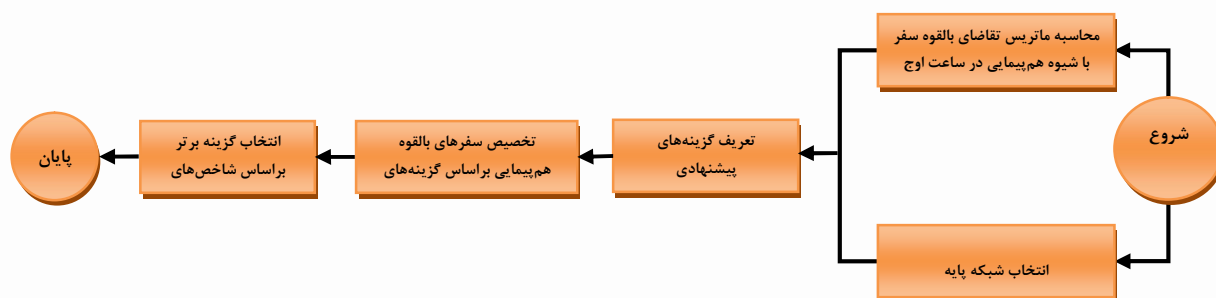 شروع
محاسبه ماتریس تقاضای بالقوه سفر
با شیوه هم‌پیمایی در ساعت اوج
انتخاب شبکه پایه
تعریف گزینه‌های
پیشنهادی
تخصیص سفرهای بالقوه
هم‌پیمایی براساس گزینه‌های
انتخاب گزینه برتر
براساس شاخص‌های
پایان